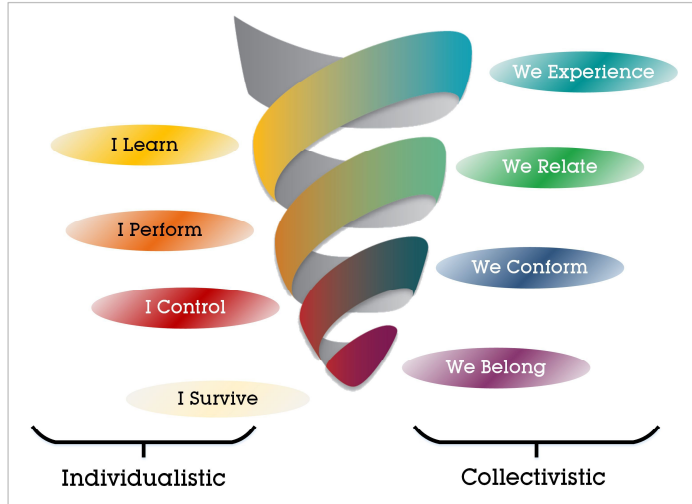 We Experience
I Learn
We Relate
I Perform
We Conform
I Control
We Belong
I Survive
Individualistic
Collectivistic